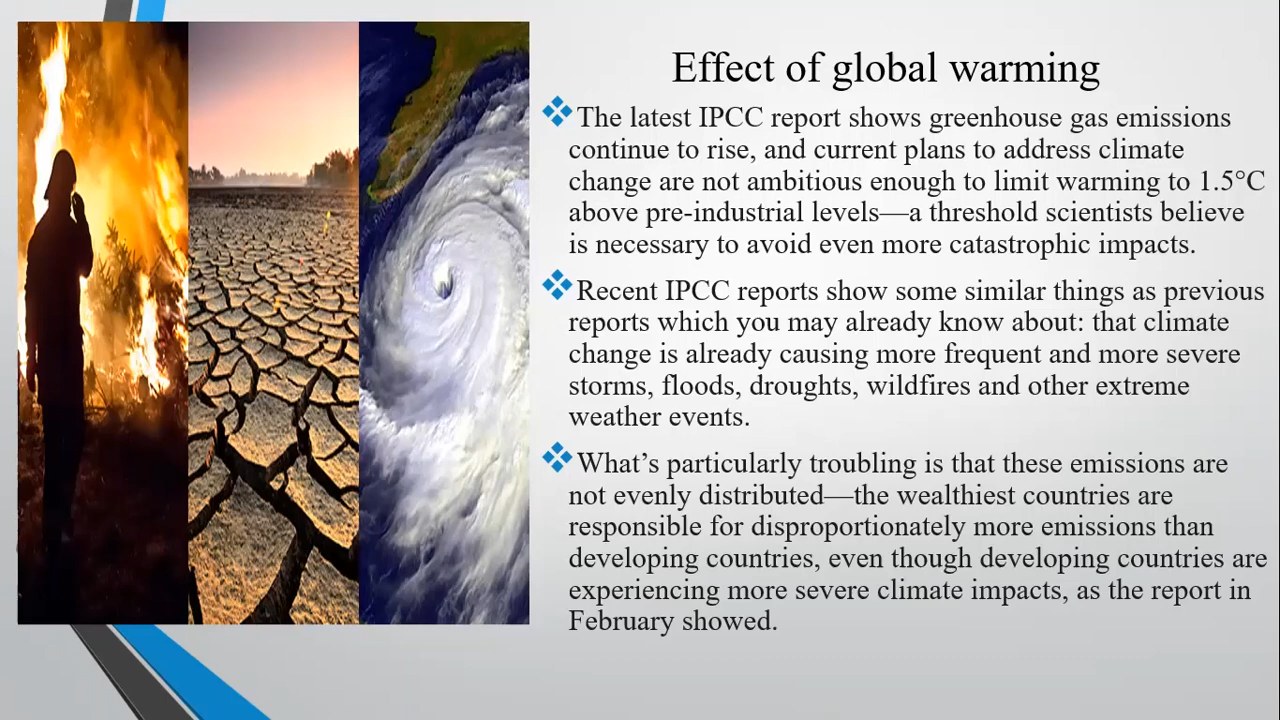 Effect of global warming
The latest IPCC report shows greenhouse gas emissions
continue to rise, and current plans to address climate
change are not ambitious enough to limit warming to 1.5°C
above pre-industrial levels—a threshold scientists believe
is necessary to avoid even more catastrophic impacts.
Recent IPCC reports show some similar things as previous
reports which you may already know about: that climate
change is already causing more frequent and more severe
storms, floods, droughts, wildfires and other extreme
weather events.
What’s particularly troubling is that these emissions are
not evenly distributed—the wealthiest countries are
responsible for disproportionately more emissions than
developing countries, even though developing countries are
experiencing more severe climate impacts, as the report in
February showed.